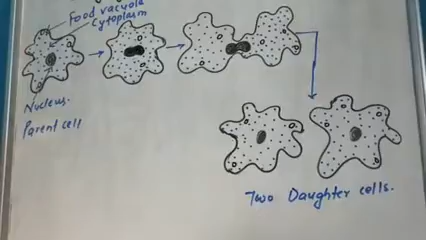 Food vacuole
Cytoplasm
Nucleus.
Parent cell
Two Daughter cells.